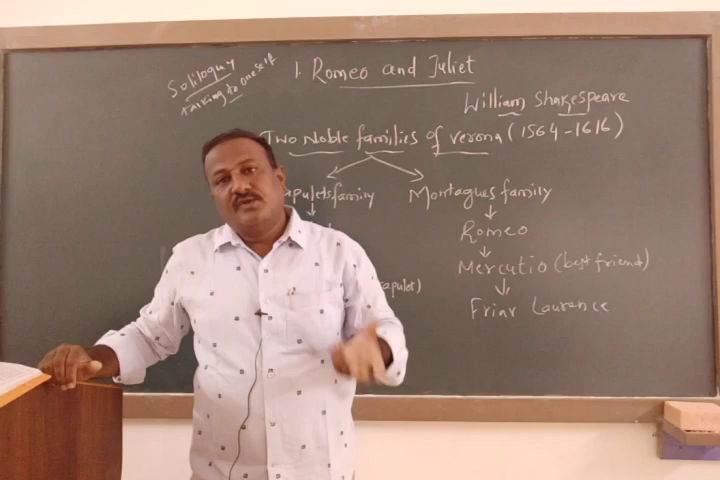 Soliloquy
talking to oneself
1. Romeo and Juliet
William Shakespeare
Two Noble families of verona (1564-1616)
apulets family
Montagues family
Romeo
Mercutio (best friend)
apulet)
Friar Laurence